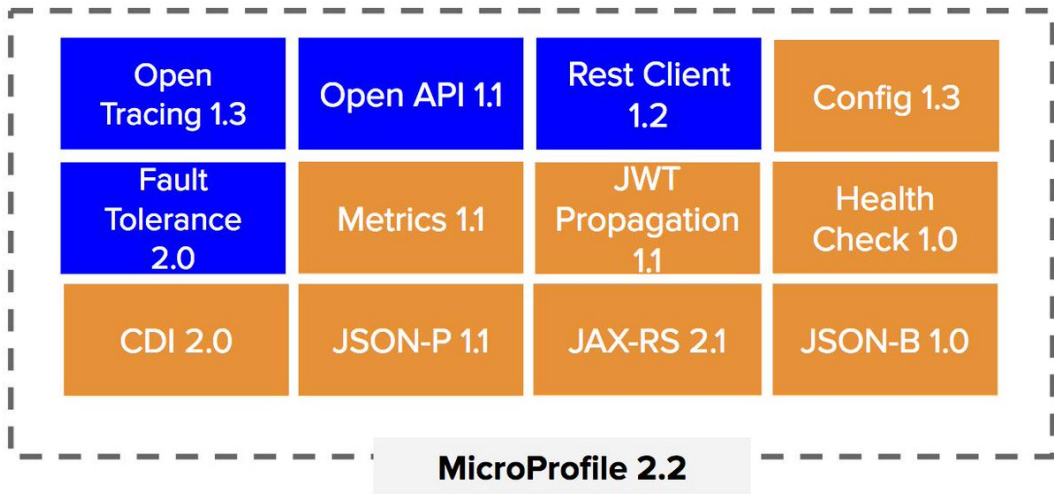 Open
Tracing 1.3
Open API 1.1
Rest Client
1.2
Config 1.3
Fault
Tolerance
2.0
Metrics 1.1
JWT
Propagation
1.1
Health
Check 1.0
CDI 2.0
JSON-P 1.1
JAX-RS 2.1
JSON-B 1.0
MicroProfile 2.2